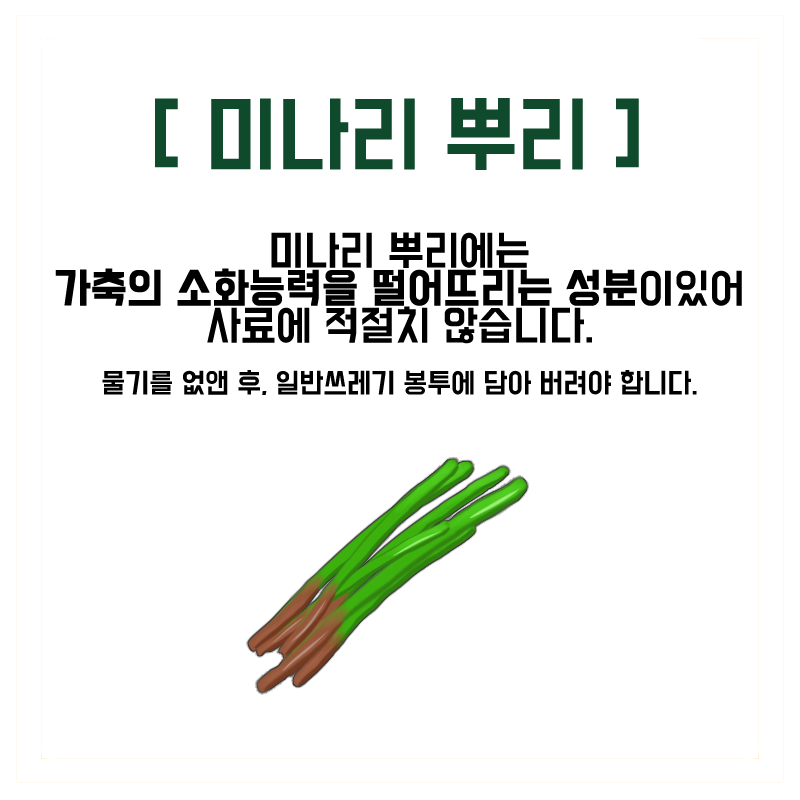 [ 미나리 뿌리 ]
미나리 뿌리에는
가축의 소화능력을 떨어뜨리는 성분이있어
사료에 적절치 않습니다.
물기를 없앤 후, 일반쓰레기 봉투에 담아 버려야 합니다.